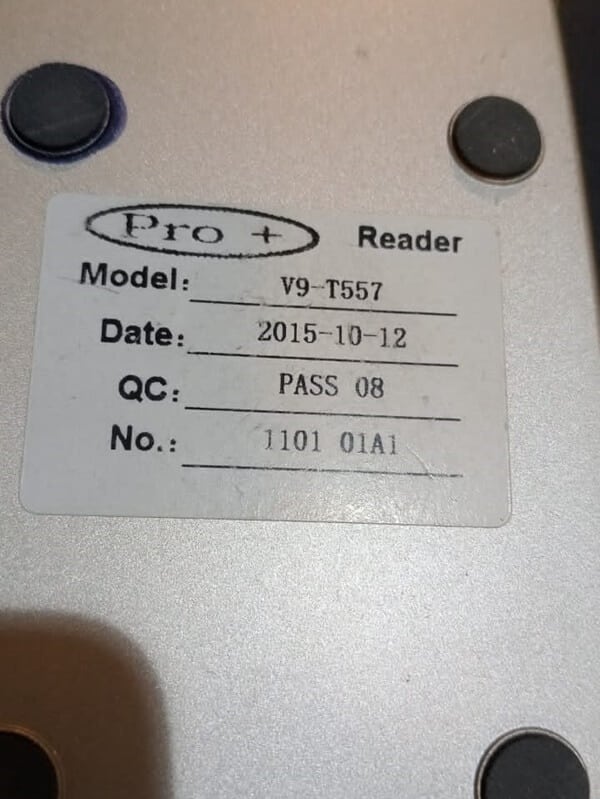 Pro + Reader
Model: V9-T557
Date: 2015-10-12
QC: PASS 08
No.: 1101 01A1